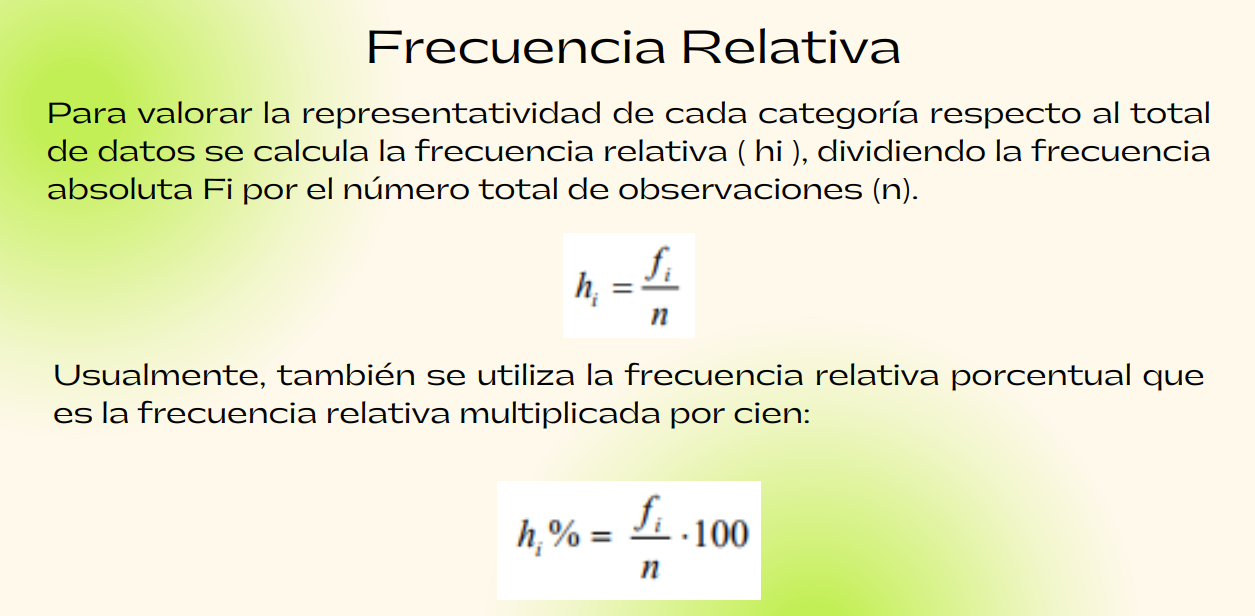 Frecuencia Relativa
Para valorar la representatividad de cada categoría respecto al total
de datos se calcula la frecuencia relativa ( hi ), dividiendo la frecuencia
absoluta Fi por el número total de observaciones (n).
hᵢ = fᵢ / n
Usualmente, también se utiliza la frecuencia relativa porcentual que
es la frecuencia relativa multiplicada por cien:
hᵢ% = fᵢ / n · 100